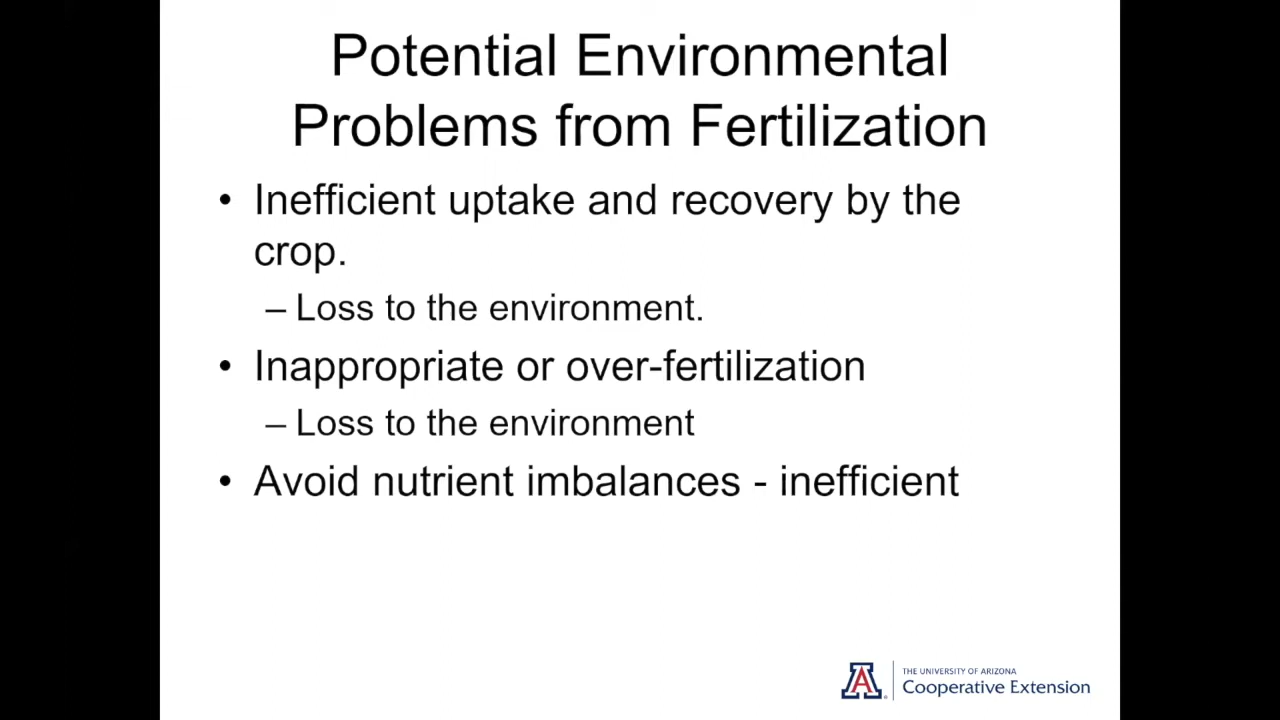 Potential Environmental
Problems from Fertilization
• Inefficient uptake and recovery by the
crop.
– Loss to the environment.
• Inappropriate or over-fertilization
– Loss to the environment
• Avoid nutrient imbalances - inefficient
A
THE UNIVERSITY OF ARIZONA
Cooperative Extension